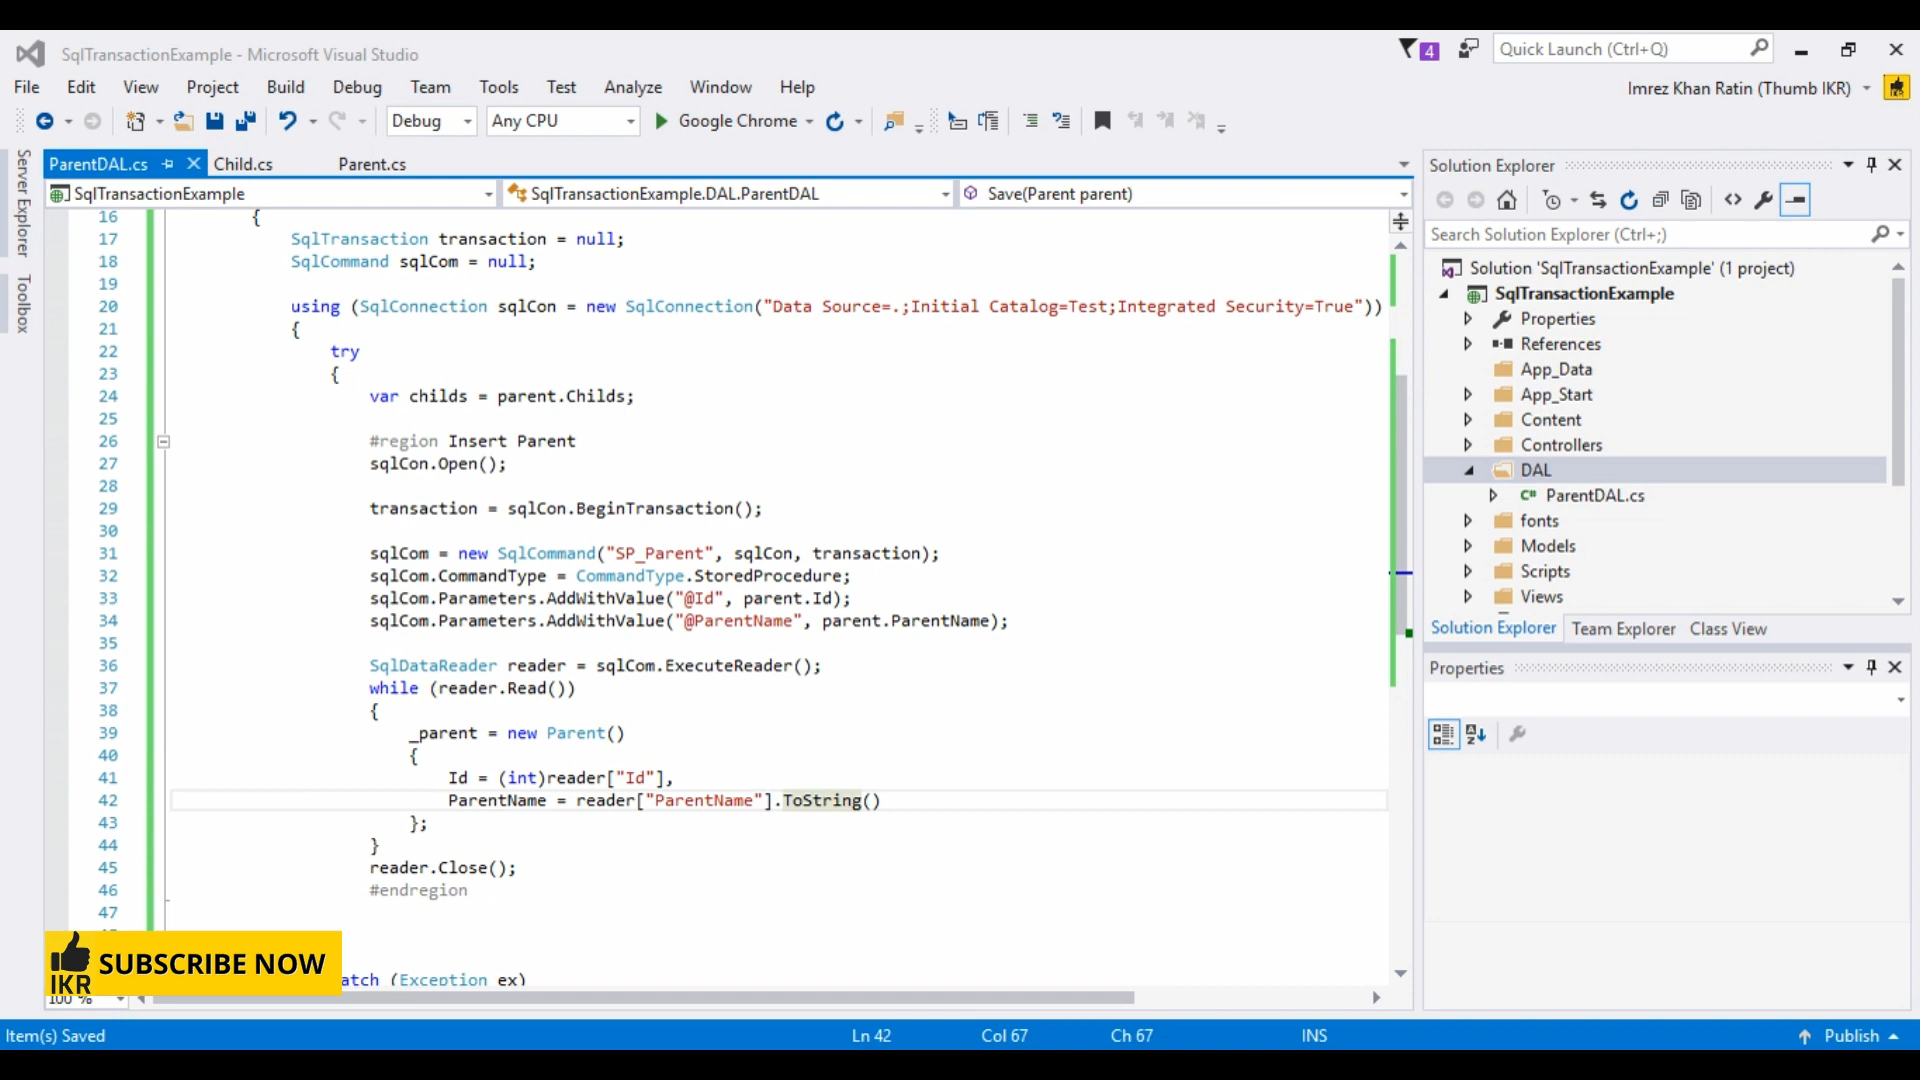 SqlTransactionExample - Microsoft Visual Studio
4
Quick Launch (Ctrl+Q)
File Edit View Project Build Debug Team Tools Test Analyze Window Help
Imrez Khan Ratin (Thumb IKR)
Debug Any CPU Google Chrome
Server Explorer
Toolbox
ParentDAL.cs Child.cs Parent.cs
SqlTransactionExample SqlTransactionExample.DAL.ParentDAL Save(Parent parent)
16 {
17 SqlTransaction transaction = null;
18 SqlCommand sqlCom = null;
19
20 using (SqlConnection sqlCon = new SqlConnection("Data Source=.;Initial Catalog=Test;Integrated Security=True"))
21 {
22 try
23 {
24 var childs = parent.Childs;
25
26 #region Insert Parent
27 sqlCon.Open();
28
29 transaction = sqlCon.BeginTransaction();
30
31 sqlCom = new SqlCommand("SP_Parent", sqlCon, transaction);
32 sqlCom.CommandType = CommandType.StoredProcedure;
33 sqlCom.Parameters.AddWithValue("@Id", parent.Id);
34 sqlCom.Parameters.AddWithValue("@ParentName", parent.ParentName);
35
36 SqlDataReader reader = sqlCom.ExecuteReader();
37 while (reader.Read())
38 {
39 _parent = new Parent()
40 {
41 Id = (int)reader["Id"],
42 ParentName = reader["ParentName"].ToString()
43 };
44 }
45 reader.Close();
46 #endregion
47
atch (Exception ex)
SUBSCRIBE NOW
IKR
100 %
Solution Explorer
Search Solution Explorer (Ctrl+;)
Solution 'SqlTransactionExample' (1 project)
SqlTransactionExample
Properties
References
App_Data
App_Start
Content
Controllers
DAL
C# ParentDAL.cs
fonts
Models
Scripts
Views
Solution Explorer Team Explorer Class View
Properties
Item(s) Saved Ln 42 Col 67 Ch 67 INS Publish